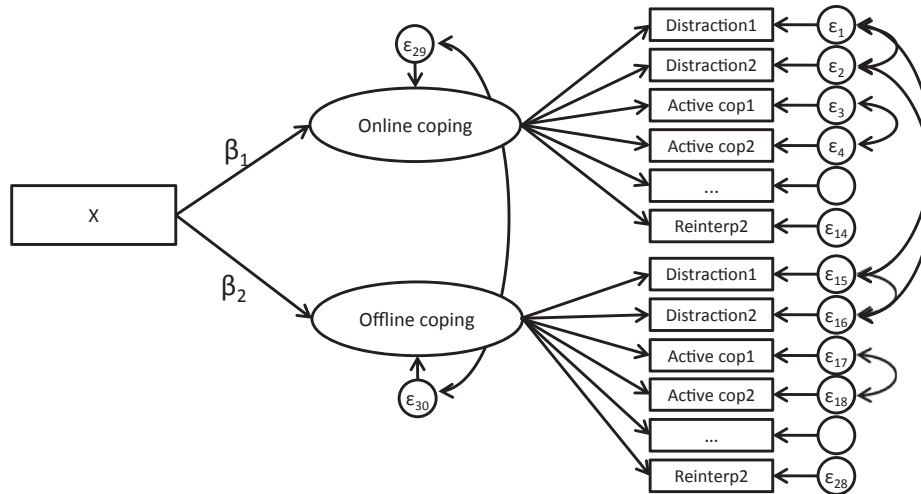 X
β₁
β₂
ε₂₉
Online coping
Offline coping
ε₃₀
Distraction1
ε₁
Distraction2
ε₂
Active cop1
ε₃
Active cop2
ε₄
...
Reinterp2
ε₁₄
Distraction1
ε₁₅
Distraction2
ε₁₆
Active cop1
ε₁₇
Active cop2
ε₁₈
...
Reinterp2
ε₂₈